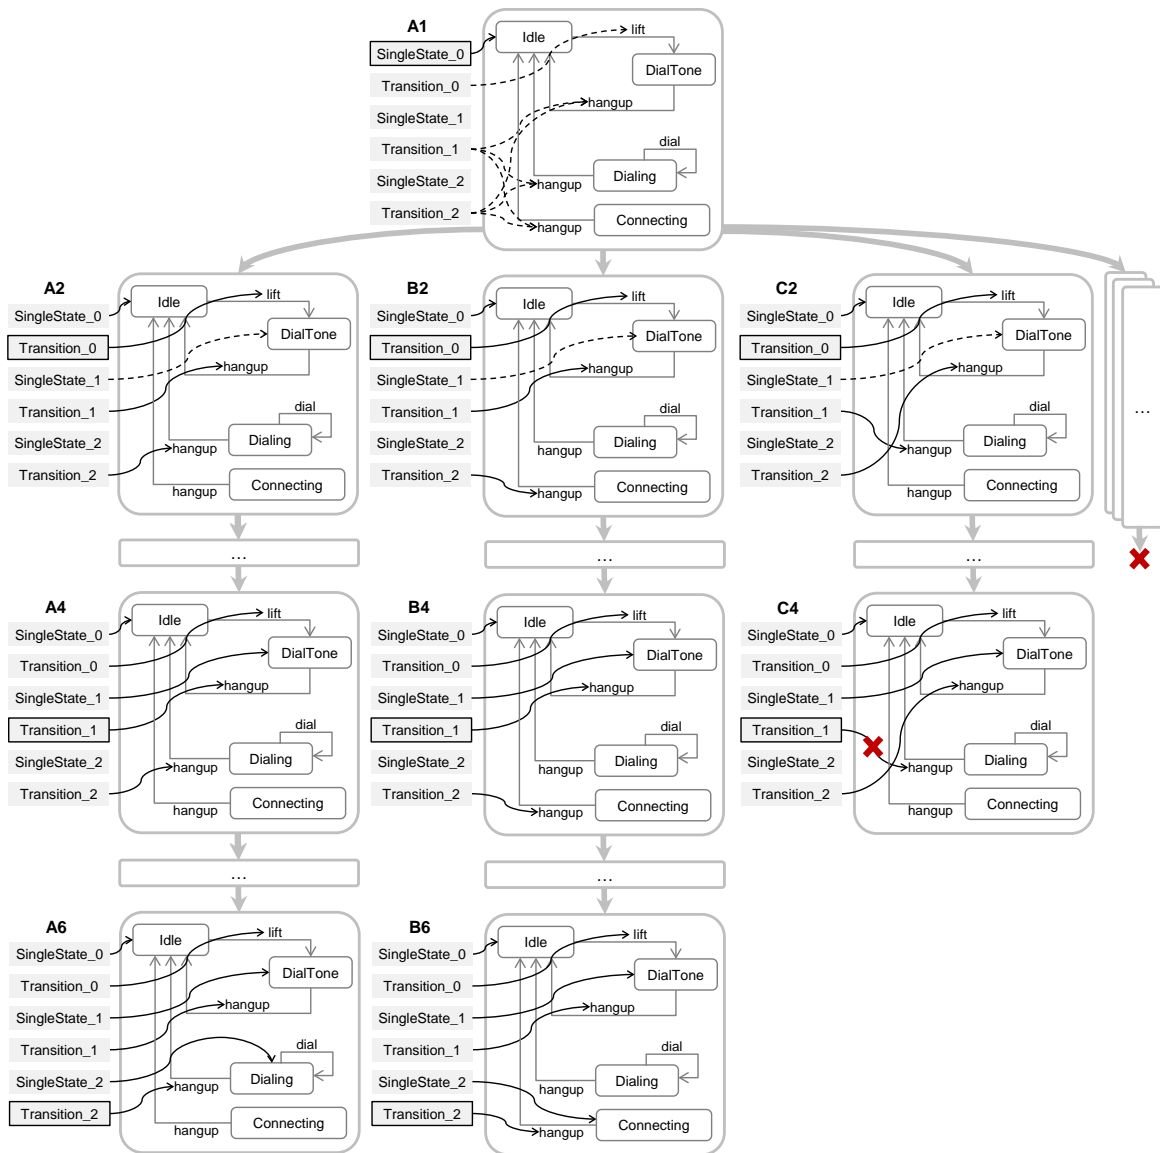 A1
SingleState_0
Transition_0
SingleState_1
Transition_1
SingleState_2
Transition_2
Idle
lift
DialTone
hangup
dial
hangup
Dialing
hangup
Connecting
A2
SingleState_0
Transition_0
SingleState_1
Transition_1
SingleState_2
Transition_2
Idle
lift
DialTone
hangup
dial
hangup
Dialing
hangup
Connecting
B2
SingleState_0
Transition_0
SingleState_1
Transition_1
SingleState_2
Transition_2
Idle
lift
DialTone
hangup
dial
Dialing
hangup
hangup
Connecting
C2
SingleState_0
Transition_0
SingleState_1
Transition_1
SingleState_2
Transition_2
Idle
lift
DialTone
hangup
dial
hangup
Dialing
hangup
Connecting
...
...
...
...
A4
SingleState_0
Transition_0
SingleState_1
Transition_1
SingleState_2
Transition_2
Idle
lift
DialTone
hangup
dial
hangup
Dialing
hangup
Connecting
B4
SingleState_0
Transition_0
SingleState_1
Transition_1
SingleState_2
Transition_2
Idle
lift
DialTone
hangup
dial
hangup
Dialing
hangup
Connecting
C4
SingleState_0
Transition_0
SingleState_1
Transition_1
SingleState_2
Transition_2
Idle
lift
DialTone
hangup
dial
hangup
Dialing
hangup
Connecting
...
...
A6
SingleState_0
Transition_0
SingleState_1
Transition_1
SingleState_2
Transition_2
Idle
lift
DialTone
hangup
dial
hangup
Dialing
hangup
Connecting
B6
SingleState_0
Transition_0
SingleState_1
Transition_1
SingleState_2
Transition_2
Idle
lift
DialTone
hangup
dial
hangup
Dialing
hangup
Connecting